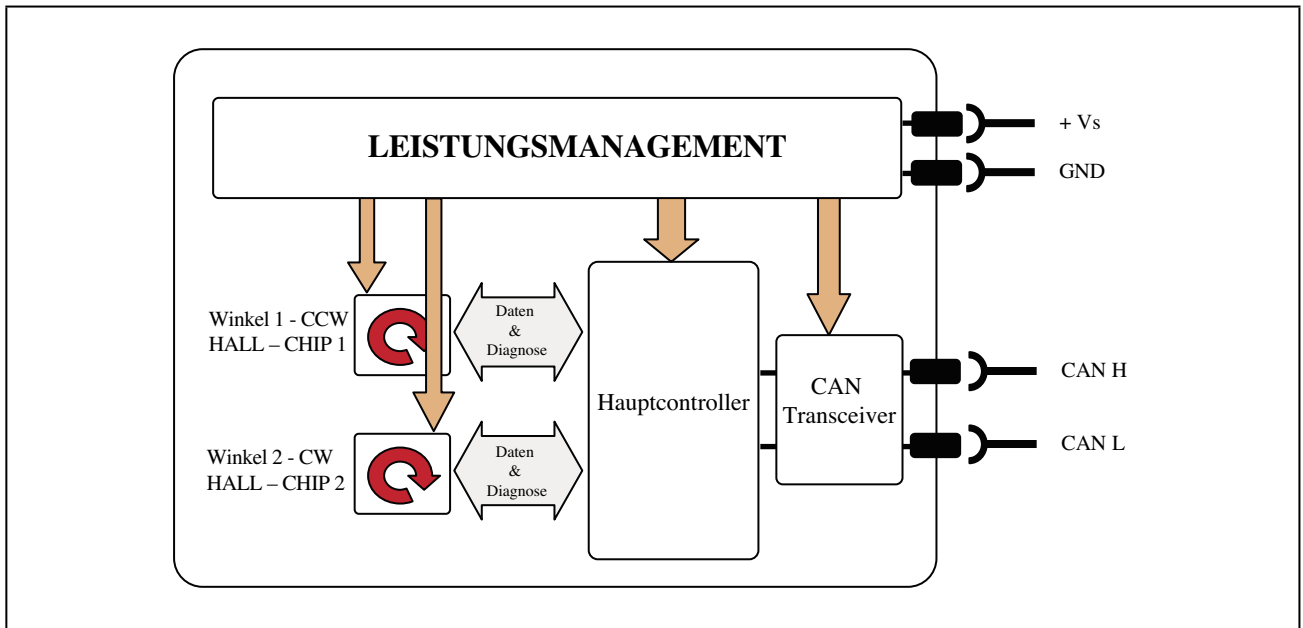 LEISTUNGSMANAGEMENT
+ Vs
GND
Winkel 1 - CCW
HALL – CHIP 1
Daten
&
Diagnose
Hauptcontroller
CAN
Transceiver
CAN H
CAN L
Winkel 2 - CW
HALL – CHIP 2
Daten
&
Diagnose